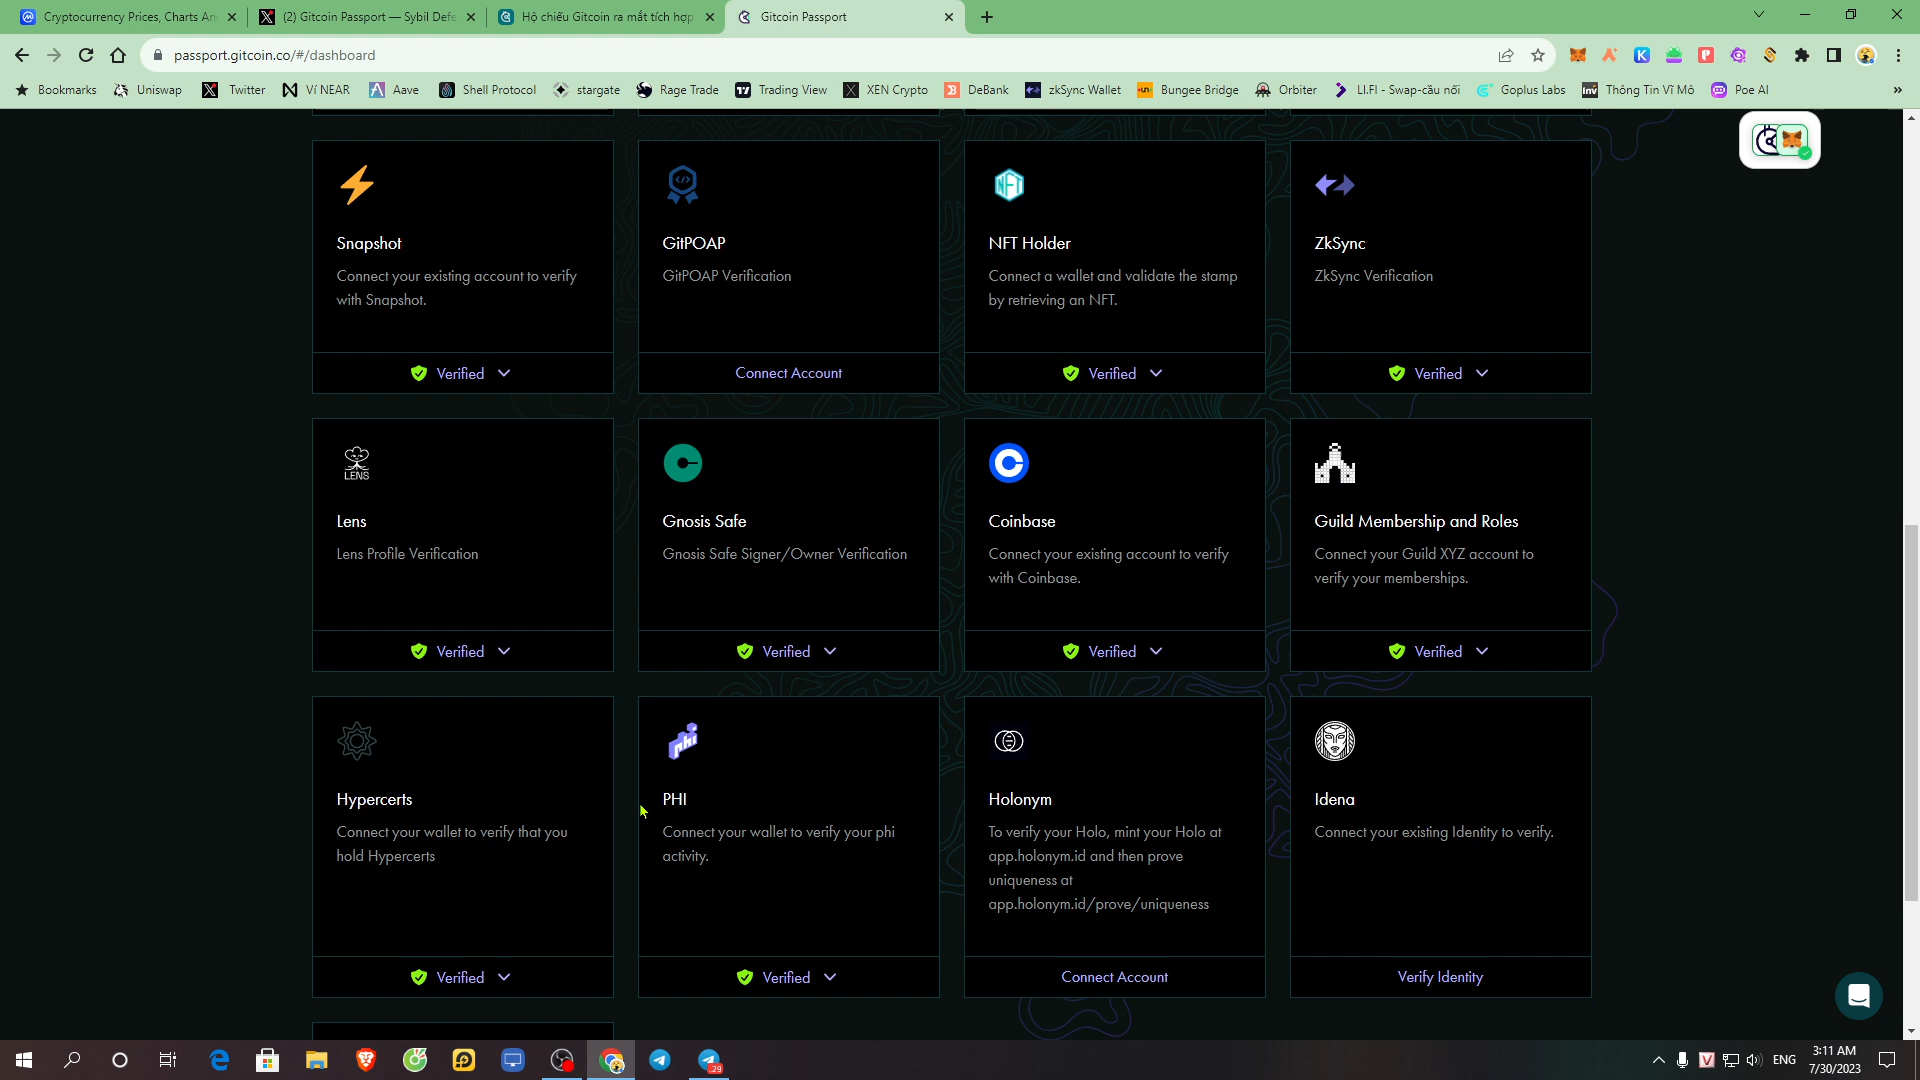 Cryptocurrency Prices, Charts An
(2) Gitcoin Passport — Sybil Defe
Hộ chiếu Gitcoin ra mắt tích hợp
Gitcoin Passport
passport.gitcoin.co/#/dashboard
Bookmarks
Uniswap
Twitter
Ví NEAR
Aave
Shell Protocol
stargate
Rage Trade
Trading View
XEN Crypto
DeBank
zkSync Wallet
Bungee Bridge
Orbiter
LI.FI - Swap-cầu nối
Goplus Labs
Inv
Thông Tin Vĩ Mô
Poe AI
»
Snapshot
Connect your existing account to verify
with Snapshot.
Verified
GitPOAP
GitPOAP Verification
Connect Account
NFT
NFT Holder
Connect a wallet and validate the stamp
by retrieving an NFT.
Verified
ZkSync
ZkSync Verification
Verified
LENS
Lens
Lens Profile Verification
Verified
Gnosis Safe
Gnosis Safe Signer/Owner Verification
Verified
Coinbase
Connect your existing account to verify
with Coinbase.
Verified
Guild Membership and Roles
Connect your Guild XYZ account to
verify your memberships.
Verified
Hypercerts
Connect your wallet to verify that you
hold Hypercerts
Verified
phi
PHI
Connect your wallet to verify your phi
activity.
Verified
Holonym
To verify your Holo, mint your Holo at
app.holonym.id and then prove
uniqueness at
app.holonym.id/prove/uniqueness
Connect Account
Idena
Connect your existing Identity to verify.
Verify Identity
29
V
ENG
3:11 AM
7/30/2023